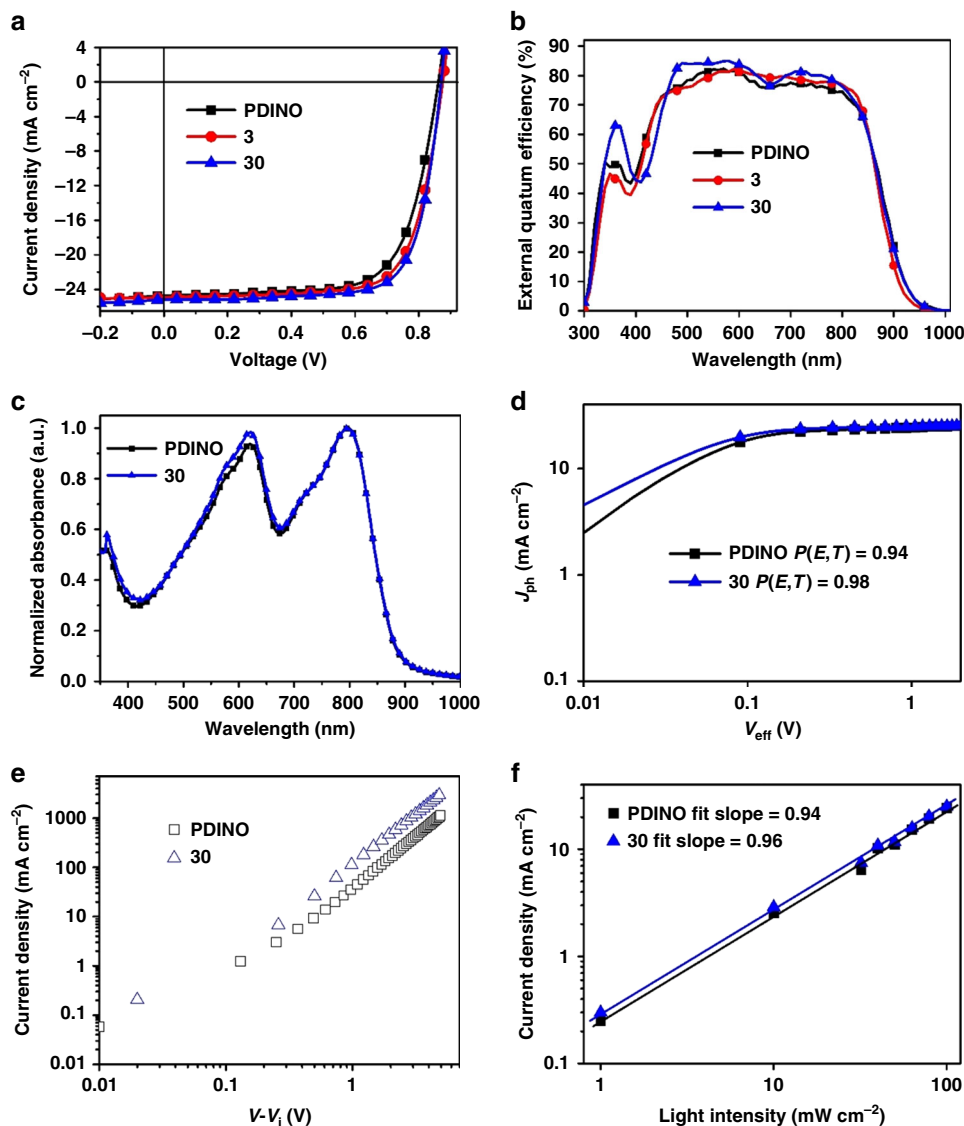 a
4
0
−4
−8
−12
−16
−20
−24
Current density (mA cm−2)
PDINO
3
30
−0.2
0.0
0.2
0.4
0.6
0.8
Voltage (V)
b
90
80
70
60
50
40
30
20
10
0
External quatum efficiency (%)
PDINO
3
30
300 400 500 600 700 800 900 1000
Wavelength (nm)
c
1.0
0.8
0.6
0.4
0.2
0.0
Normalized absorbance (a.u.)
PDINO
30
400 500 600 700 800 900 1000
Wavelength (nm)
d
10
1
0.1
Jph (mA cm−2)
PDINO P(E,T) = 0.94
30 P(E,T) = 0.98
0.01 0.1 1
Veff (V)
e
1000
100
10
1
0.1
0.01
Current density (mA cm−2)
PDINO
30
0.01 0.1 1
V-Vi (V)
f
10
1
0.1
Current density (mA cm−2)
PDINO fit slope = 0.94
30 fit slope = 0.96
1 10 100
Light intensity (mW cm−2)